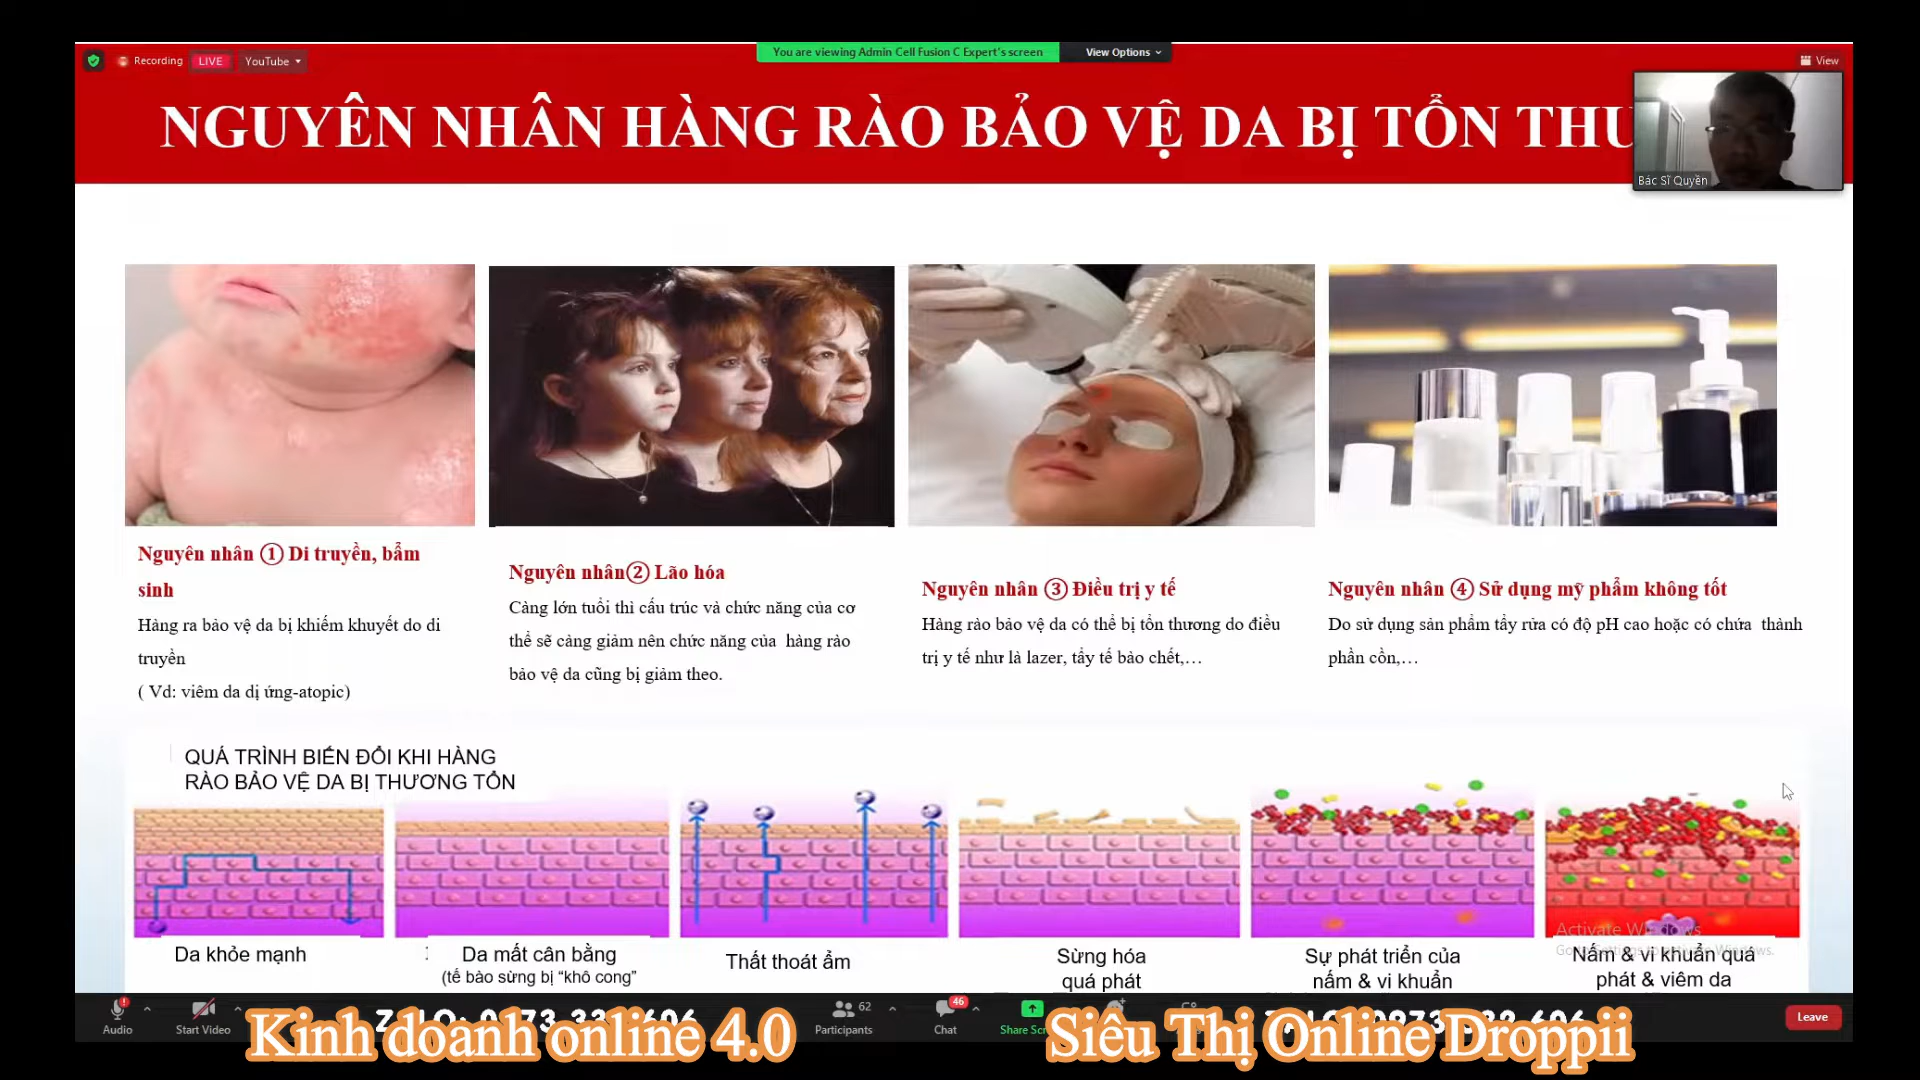 Recording LIVE YouTube
You are viewing Admin Cell Fusion C Expert's screen
View Options
View
NGUYÊN NHÂN HÀNG RÀO BẢO VỆ DA BỊ TỔN
Bác Sĩ Quyền
Nguyên nhân ① Di truyền, bẩm
sinh
Hàng ra bảo vệ da bị khiếm khuyết do di
truyền
( Vd: viêm da dị ứng-atopic)
Nguyên nhân② Lão hóa
Càng lớn tuổi thì cấu trúc và chức năng của cơ
thể sẽ càng giảm nên chức năng của hàng rào
bảo vệ da cũng bị giảm theo.
Nguyên nhân ③ Điều trị y tế
Hàng rào bảo vệ da có thể bị tổn thương do điều
trị y tế như là lazer, tẩy tế bảo chết,…
Nguyên nhân ④ Sử dụng mỹ phẩm không tốt
Do sử dụng sản phẩm tẩy rửa có độ pH cao hoặc có chứa thành
phần cồn,…
QUÁ TRÌNH BIẾN ĐỔI KHI HÀNG
RÀO BẢO VỆ DA BỊ THƯƠNG TỔN
Da khỏe mạnh
Da mất cân bằng
(tế bào sừng bị “khô cong”
Thất thoát ẩm
Sừng hóa
quá phát
Sự phát triển của
nấm & vi khuẩn
Activate Windows
Go to Settings to activate Windows.
Nấm & vi khuẩn quá
phát & viêm da
Audio
Start Video
62
Participants
46
Chat
Share
Leave
Kinh doanh online 4.0
Siêu Thị Online Droppii